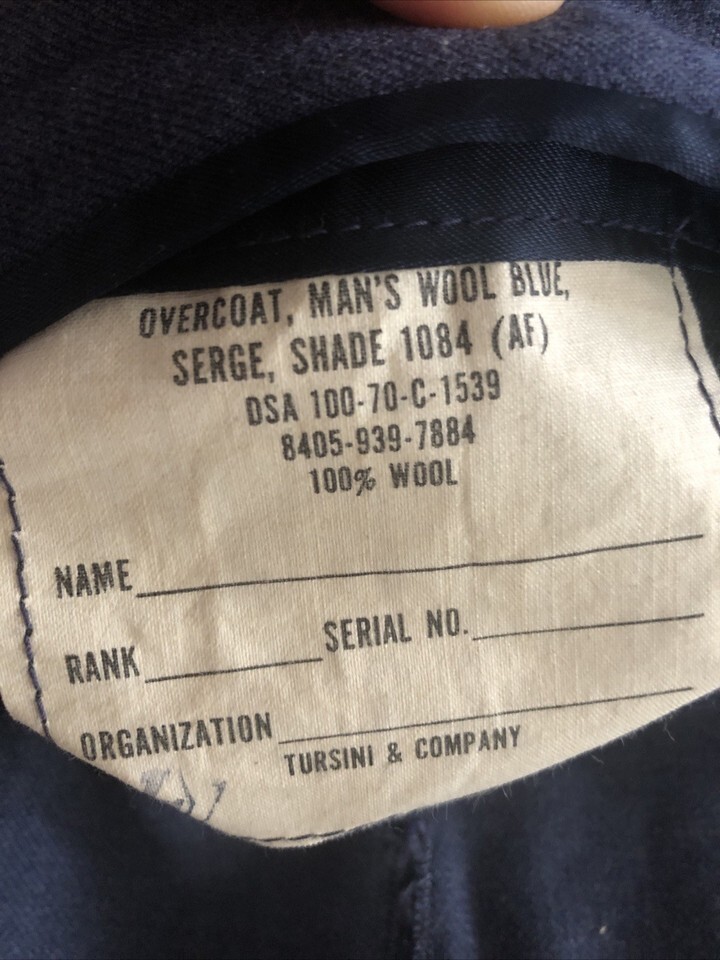 OVERCOAT, MAN'S WOOL BLUE,
SERGE, SHADE 1084 (AF)
DSA 100-70-C-1539
8405-939-7884
100% WOOL
NAME
RANK SERIAL NO.
ORGANIZATION
TURSINI & COMPANY